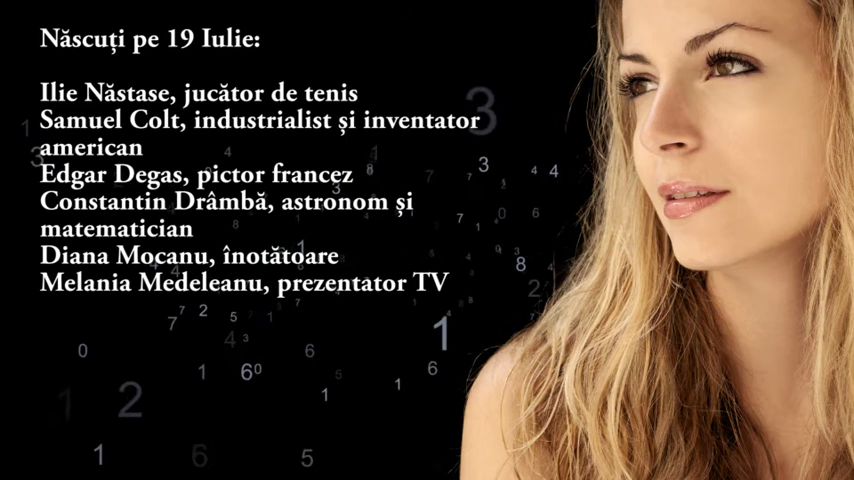 Născuți pe 19 Iulie:
Ilie Năstase, jucător de tenis
Samuel Colt, industrialist și inventator
american
Edgar Degas, pictor francez
Constantin Drâmbă, astronom și
matematician
Diana Mocanu, înotătoare
Melania Medeleanu, prezentator TV